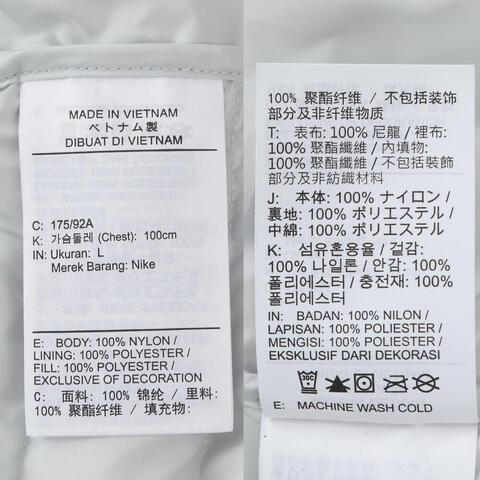 MADE IN VIETNAM
ベトナム製
DIBUAT DI VIETNAM
C: 175/92A
K: 가슴둘레 (Chest): 100cm
IN: Ukuran: L
Merek Barang: Nike
E: BODY: 100% NYLON /
LINING: 100% POLYESTER /
FILL: 100% POLYESTER /
EXCLUSIVE OF DECORATION
C: 面料: 100% 锦纶 / 里料:
100% 聚酯纤维 / 填充物:
100% 聚酯纤维 / 不包括装饰
部分及非纤维物质
T: 表布: 100% 尼龍 / 裡布:
100% 聚酯纖維 / 內填物:
100% 聚酯纖維 / 不包括裝飾
部分及非紡織材料
J: 本体: 100% ナイロン /
裏地: 100% ポリエステル /
中綿: 100% ポリエステル
K: 섬유혼용율 / 겉감:
100% 나일론 / 안감: 100%
폴리에스터 / 충전재: 100%
폴리에스터
IN: BADAN: 100% NILON /
LAPISAN: 100% POLIESTER /
MENGISI: 100% POLIESTER /
EKSKLUSIF DARI DEKORASI
30C
E: MACHINE WASH COLD